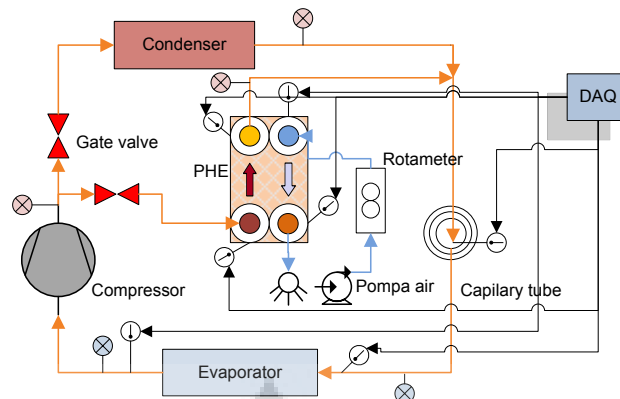 Condenser
DAQ
Gate valve
PHE
Rotameter
Compressor
Pompa air
Capilary tube
Evaporator